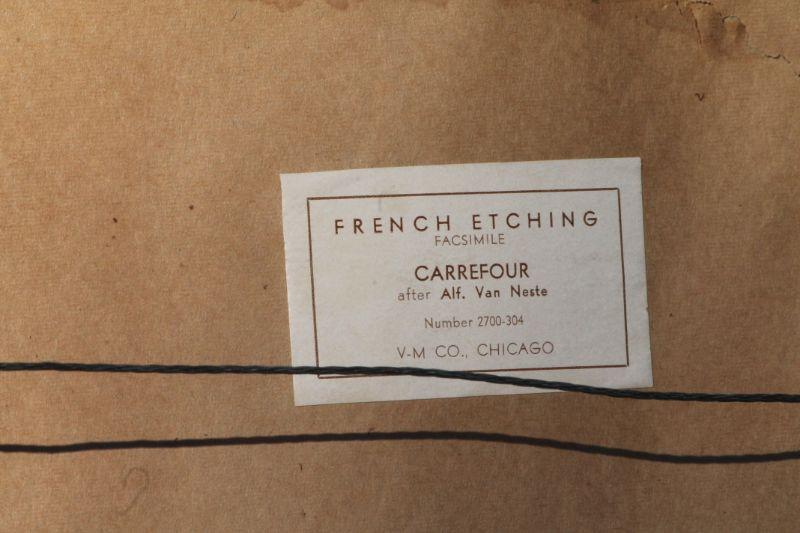 FRENCH ETCHING
FACSIMILE
CARREFOUR
after Alf. Van Neste
Number 2700-304
V-M CO., CHICAGO